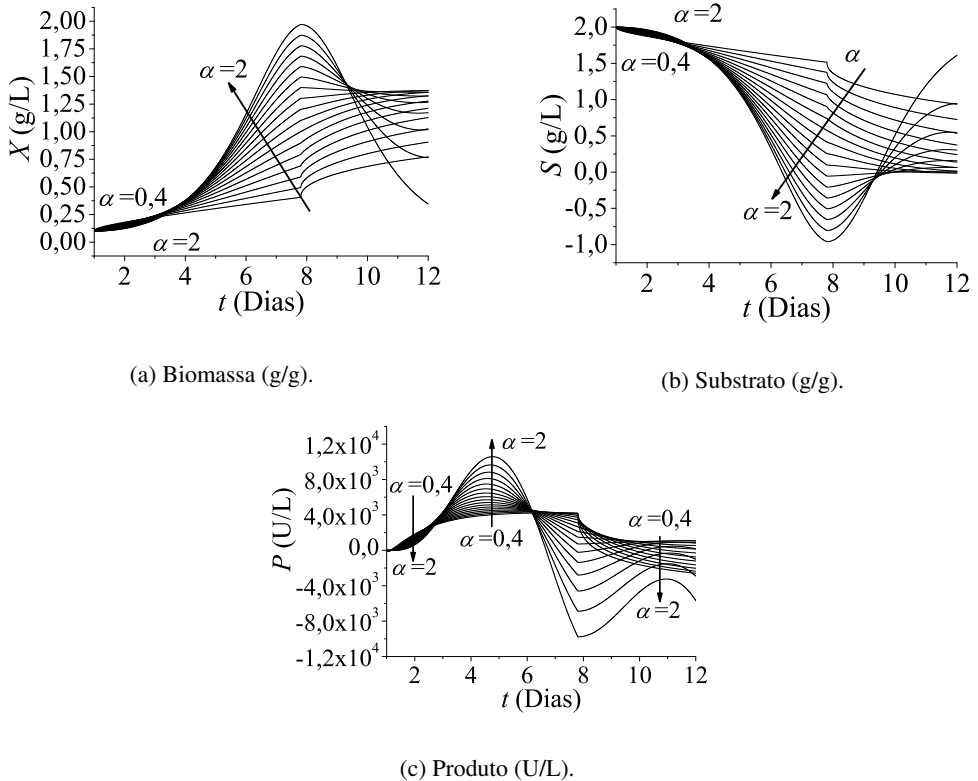 2,00
1,75
1,50
1,25
1,00
0,75
0,50
0,25
0,00
X (g/L)
α=2
α=0,4
α=2
2 4 6 8 10 12
t (Dias)
(a) Biomassa (g/g).
2,0
1,5
1,0
0,5
0,0
-0,5
-1,0
S (g/L)
α=2
α=0,4
α
α=2
2 4 6 8 10 12
t (Dias)
(b) Substrato (g/g).
1,2x10⁴
8,0x10³
4,0x10³
0,0
-4,0x10³
-8,0x10³
-1,2x10⁴
P (U/L)
α=2
α=0,4
α=0,4
α=0,4
α=2
α=2
2 4 6 8 10 12
t (Dias)
(c) Produto (U/L).